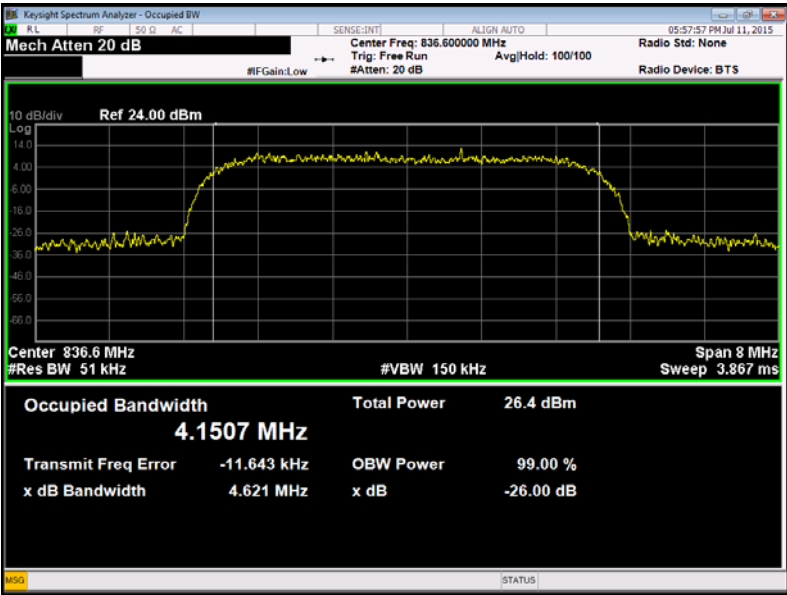 Keysight Spectrum Analyzer - Occupied BW
RL RF 50 Ω AC SENSE:INT ALIGN AUTO 05:57:57 PM Jul 11, 2015
Mech Atten 20 dB Center Freq: 836.600000 MHz Radio Std: None
Trig: Free Run Avg|Hold: 100/100
#IFGain:Low #Atten: 20 dB Radio Device: BTS
10 dB/div Ref 24.00 dBm
Log
14.0
4.00
-6.00
-16.0
-26.0
-36.0
-46.0
-56.0
-66.0
Center 836.6 MHz Span 8 MHz
#Res BW 51 kHz #VBW 150 kHz Sweep 3.867 ms
Occupied Bandwidth Total Power 26.4 dBm
4.1507 MHz
Transmit Freq Error -11.643 kHz OBW Power 99.00 %
x dB Bandwidth 4.621 MHz x dB -26.00 dB
MSG STATUS